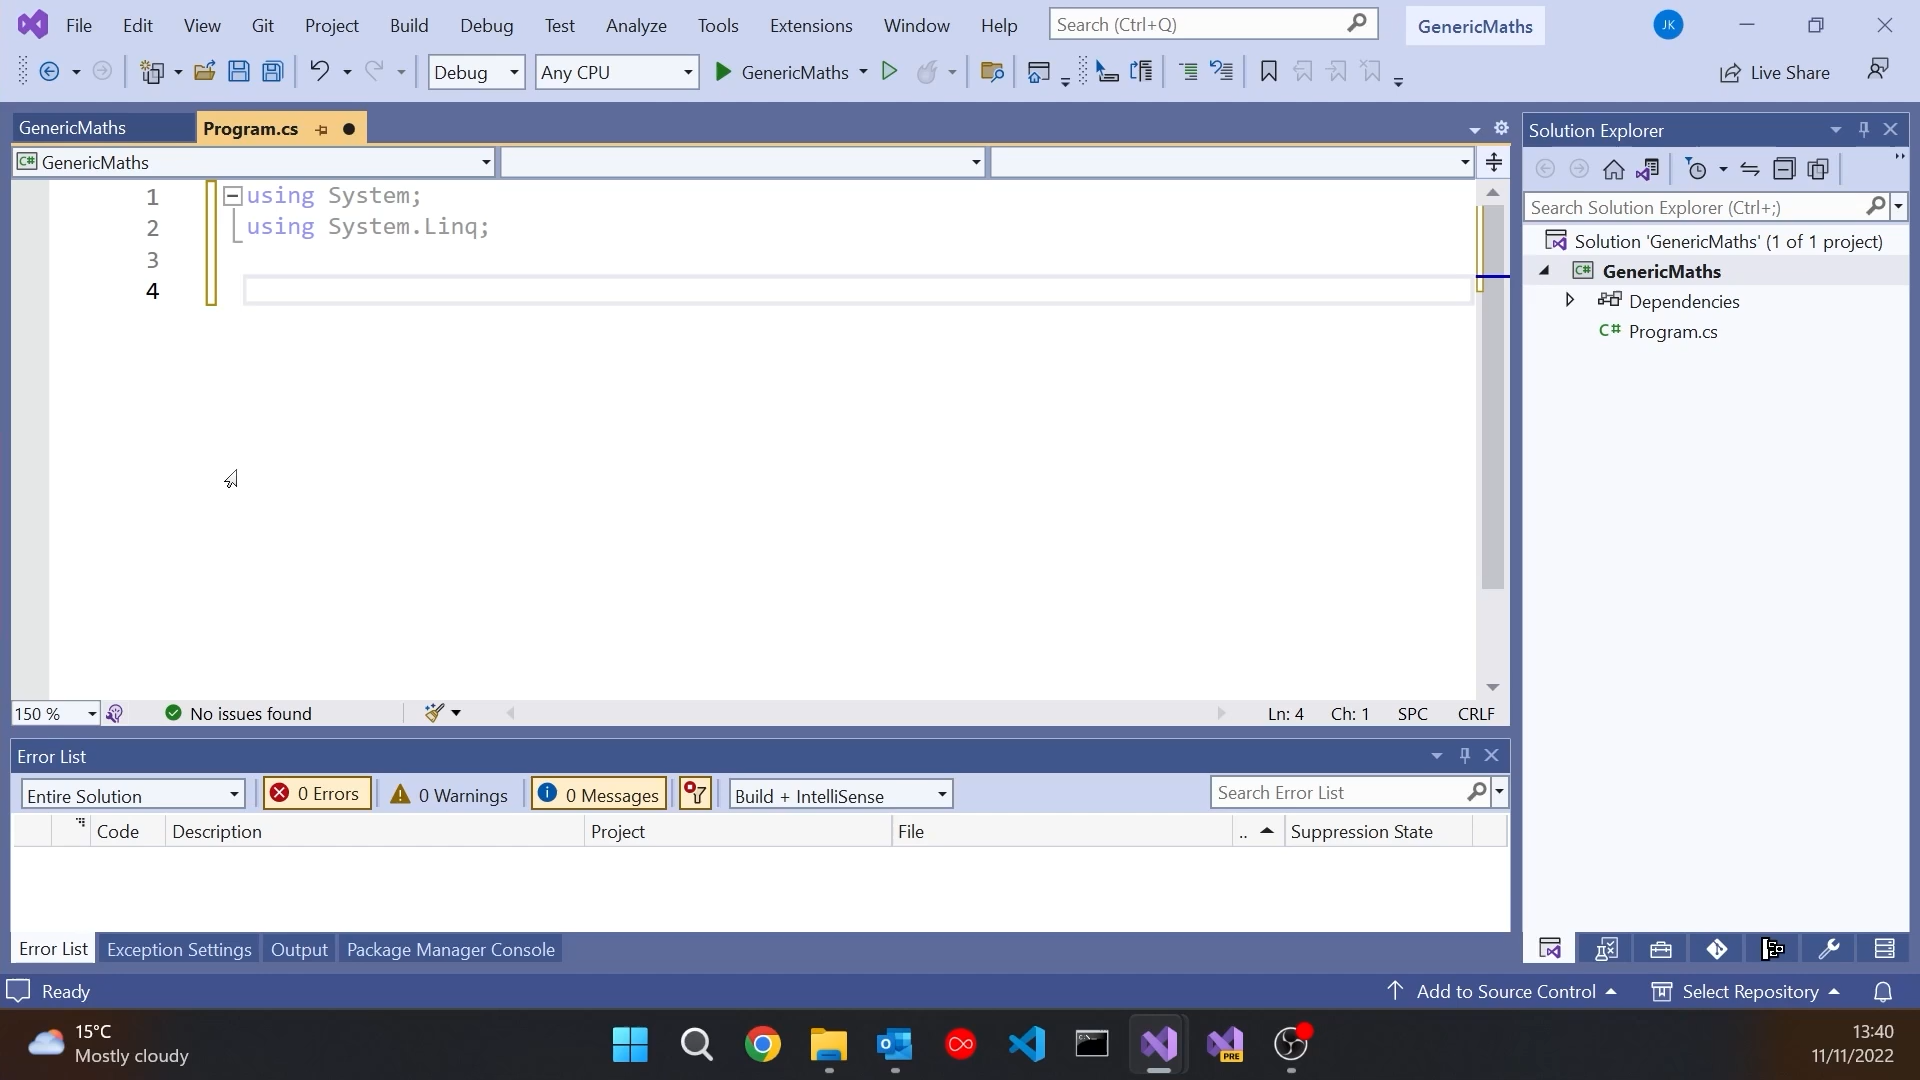 File Edit View Git Project Build Debug Test Analyze Tools Extensions Window Help Search (Ctrl+Q) GenericMaths JK
Debug Any CPU GenericMaths Live Share
GenericMaths Program.cs
C# GenericMaths
1 using System;
2 using System.Linq;
3
4
150 % No issues found Ln: 4 Ch: 1 SPC CRLF
Error List
Entire Solution 0 Errors 0 Warnings 0 Messages Build + IntelliSense Search Error List
Code Description Project File .. Suppression State
Error List Exception Settings Output Package Manager Console
Solution Explorer
Search Solution Explorer (Ctrl+;)
Solution 'GenericMaths' (1 of 1 project)
C# GenericMaths
Dependencies
C# Program.cs
Ready Add to Source Control Select Repository
15°C
Mostly cloudy
PRE
13:40
11/11/2022